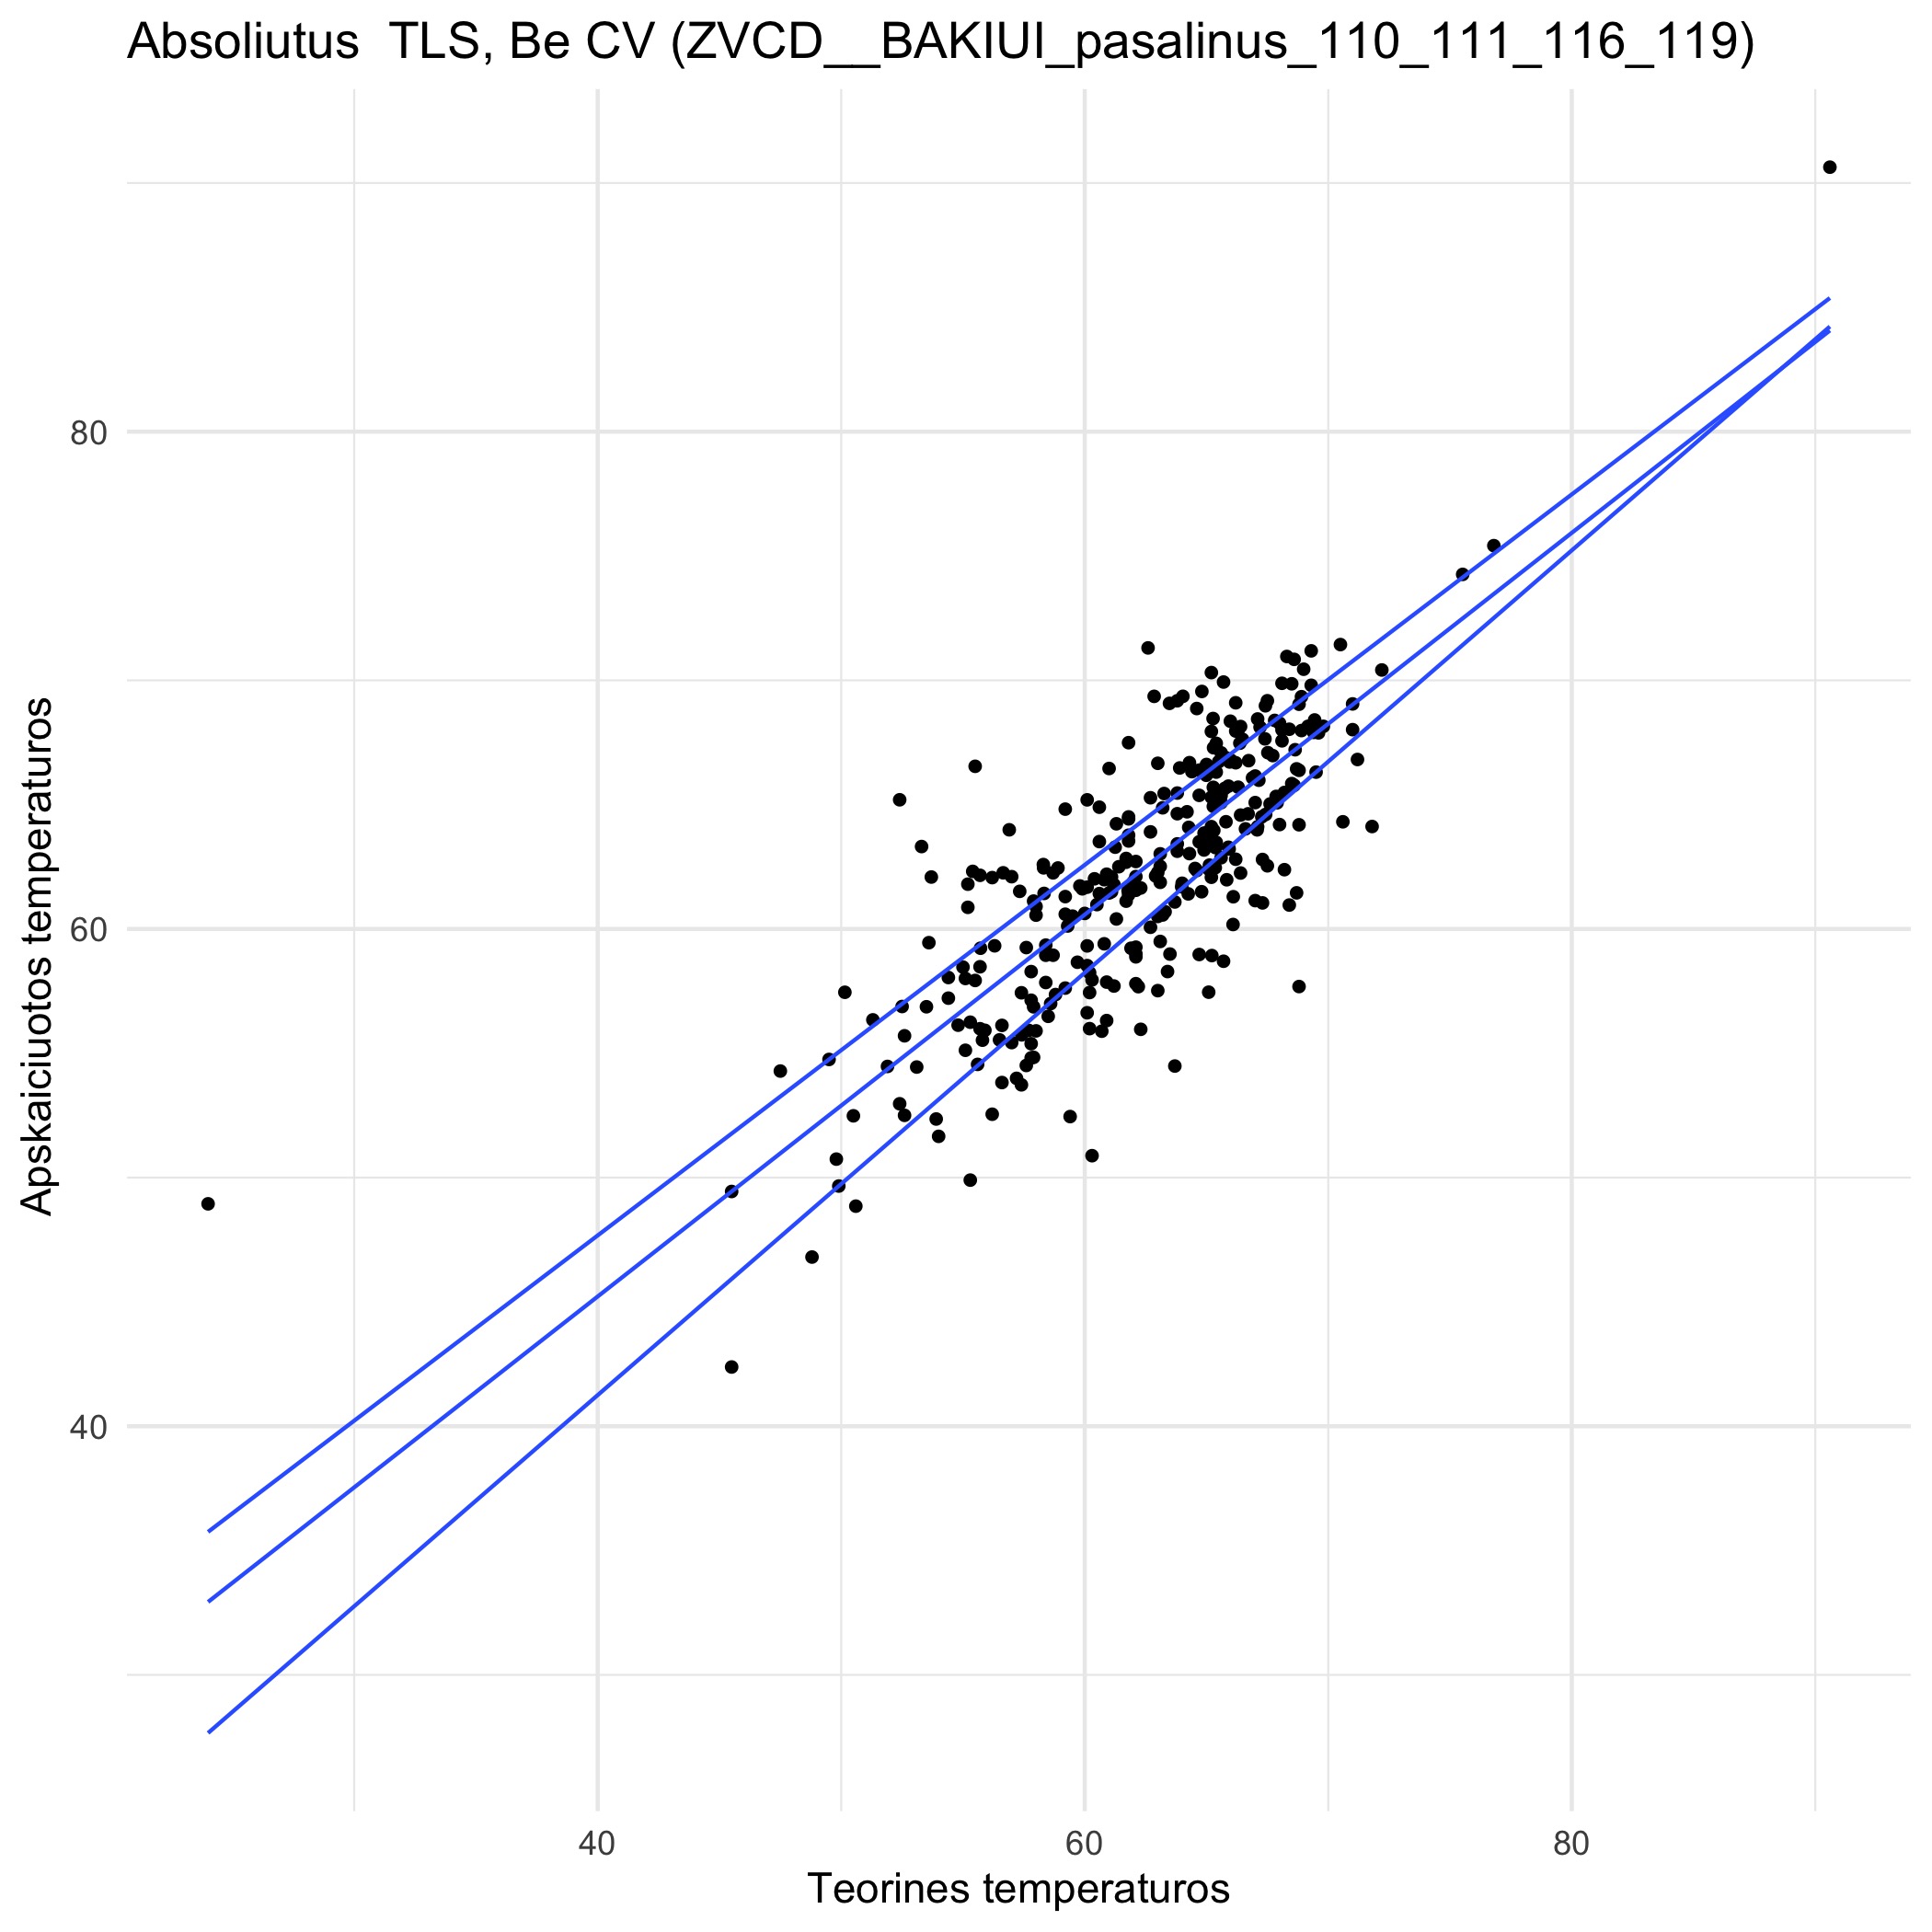 Absoliutus  TLS, Be CV (ZVCD__BAKIUI_pasalinus_110_111_116_119)
Apskaiciuotos temperaturos
80
60
40
40 60 80
Teorines temperaturos